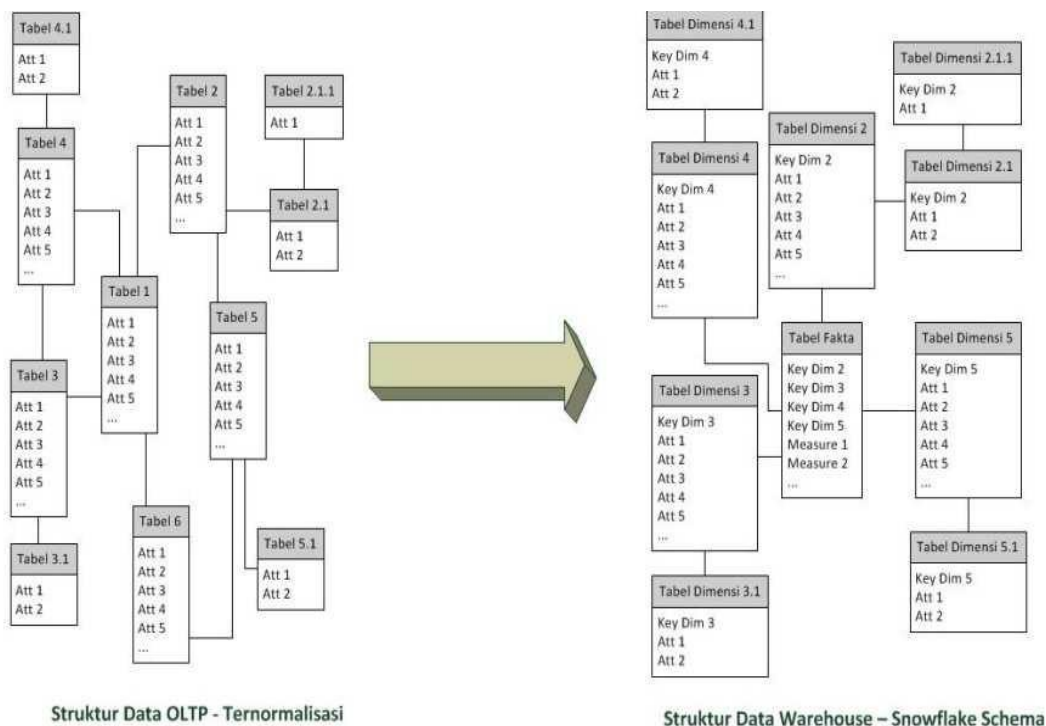 Tabel 4.1
Att 1
Att 2
Tabel 4
Att 1
Att 2
Att 3
Att 4
Att 5
...
Tabel 3
Att 1
Att 2
Att 3
Att 4
Att 5
...
Tabel 3.1
Att 1
Att 2
Tabel 1
Att 1
Att 2
Att 3
Att 4
Att 5
...
Tabel 6
Att 1
Att 2
Att 3
Att 4
Att 5
...
Tabel 2
Att 1
Att 2
Att 3
Att 4
Att 5
...
Tabel 2.1.1
Att 1
Tabel 2.1
Att 1
Att 2
Tabel 5
Att 1
Att 2
Att 3
Att 4
Att 5
...
Tabel 5.1
Att 1
Att 2
Struktur Data OLTP - Ternormalisasi
Tabel Dimensi 4.1
Key Dim 4
Att 1
Att 2
Tabel Dimensi 4
Key Dim 4
Att 1
Att 2
Att 3
Att 4
Att 5
...
Tabel Dimensi 3
Key Dim 3
Att 1
Att 2
Att 3
Att 4
Att 5
...
Tabel Dimensi 3.1
Key Dim 3
Att 1
Att 2
Tabel Dimensi 2
Key Dim 2
Att 1
Att 2
Att 3
Att 4
Att 5
...
Tabel Fakta
Key Dim 2
Key Dim 3
Key Dim 4
Key Dim 5
Measure 1
Measure 2
...
Tabel Dimensi 2.1.1
Key Dim 2
Att 1
Tabel Dimensi 2.1
Key Dim 2
Att 1
Att 2
Tabel Dimensi 5
Key Dim 5
Att 1
Att 2
Att 3
Att 4
Att 5
...
Tabel Dimensi 5.1
Key Dim 5
Att 1
Att 2
Struktur Data Warehouse – Snowflake Schema